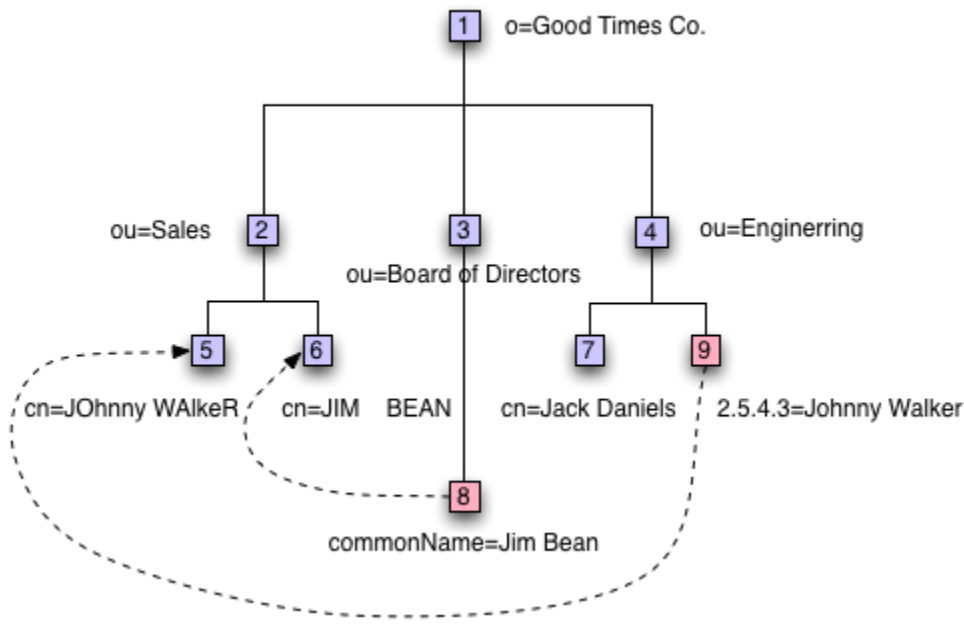 1 o=Good Times Co.
ou=Sales 2 3 4 ou=Enginerring
ou=Board of Directors
5 6 7 9
cn=JOhnny WAlkeR cn=JIM BEAN cn=Jack Daniels 2.5.4.3=Johnny Walker
8
commonName=Jim Bean